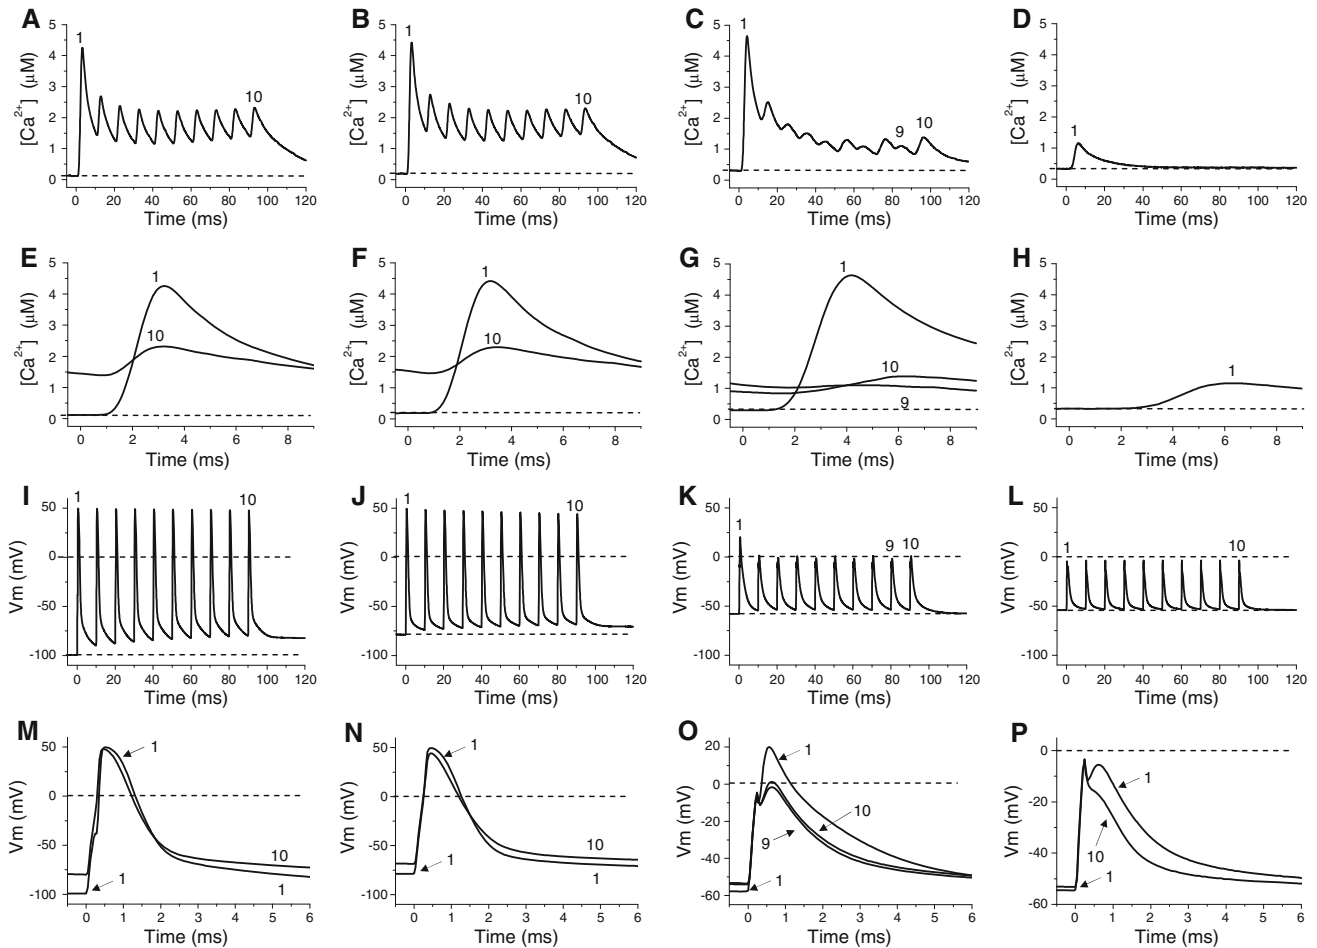 A B C D
[Ca2+] (μM) [Ca2+] (μM) [Ca2+] (μM) [Ca2+] (μM)
5 4 3 2 1 0 5 4 3 2 1 0 5 4 3 2 1 0 5 4 3 2 1 0
1 10 1 10 1 9 10 1
0 20 40 60 80 100 120 0 20 40 60 80 100 120 0 20 40 60 80 100 120 0 20 40 60 80 100 120
Time (ms) Time (ms) Time (ms) Time (ms)
E F G H
[Ca2+] (μM) [Ca2+] (μM) [Ca2+] (μM) [Ca2+] (μM)
5 4 3 2 1 0 5 4 3 2 1 0 5 4 3 2 1 0 5 4 3 2 1 0
1 10 1 10 1 10 9 1
0 2 4 6 8 0 2 4 6 8 0 2 4 6 8 0 2 4 6 8
Time (ms) Time (ms) Time (ms) Time (ms)
I J K L
Vm (mV) Vm (mV) Vm (mV) Vm (mV)
50 0 -50 -100 50 0 -50 -100 50 0 -50 -100 50 0 -50 -100
1 10 1 10 1 9 10 1 10
0 20 40 60 80 100 120 0 20 40 60 80 100 120 0 20 40 60 80 100 120 0 20 40 60 80 100 120
Time (ms) Time (ms) Time (ms) Time (ms)
M N O P
Vm (mV) Vm (mV) Vm (mV) Vm (mV)
50 0 -50 -100 50 0 -50 -100 20 0 -20 -40 -60 0 -20 -40 -60
1 10 1 1 1 10 1 1 1 10 9 1 1 10 1
0 1 2 3 4 5 6 0 1 2 3 4 5 6 0 1 2 3 4 5 6 0 1 2 3 4 5 6
Time (ms) Time (ms) Time (ms) Time (ms)